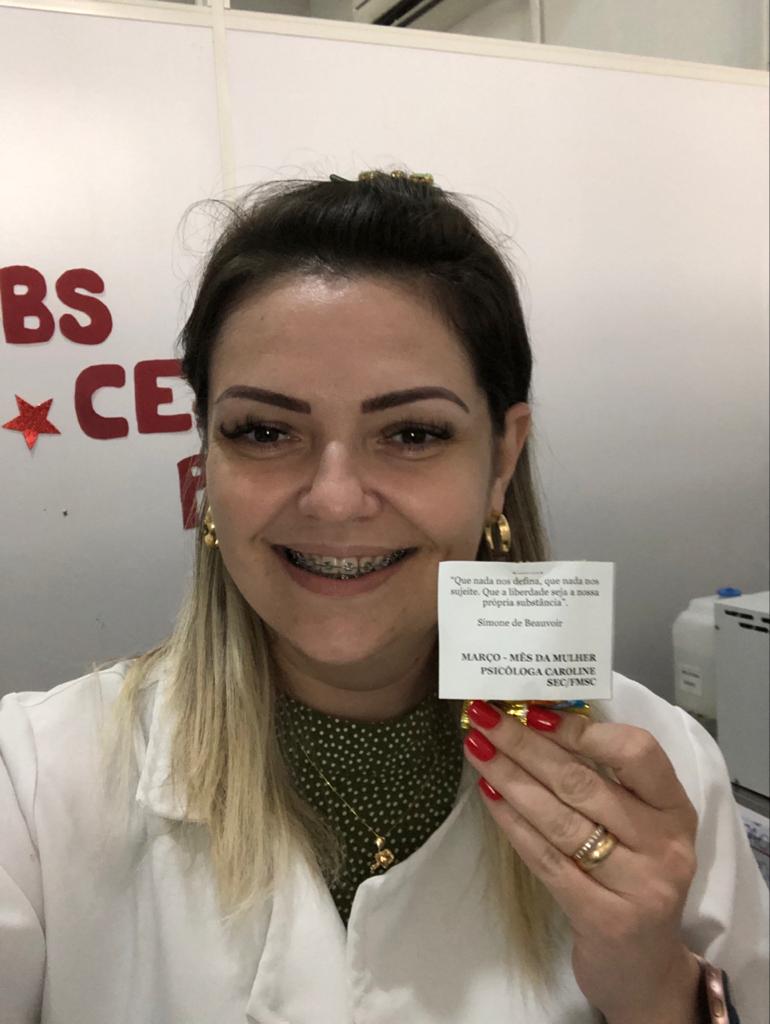 BS
CE
"Que nada nos defina, que nada nos
sujeite. Que a liberdade seja a nossa
própria substância".
Simone de Beauvoir
MARÇO - MÊS DA MULHER
PSICÓLOGA CAROLINE
SEC/FMSC